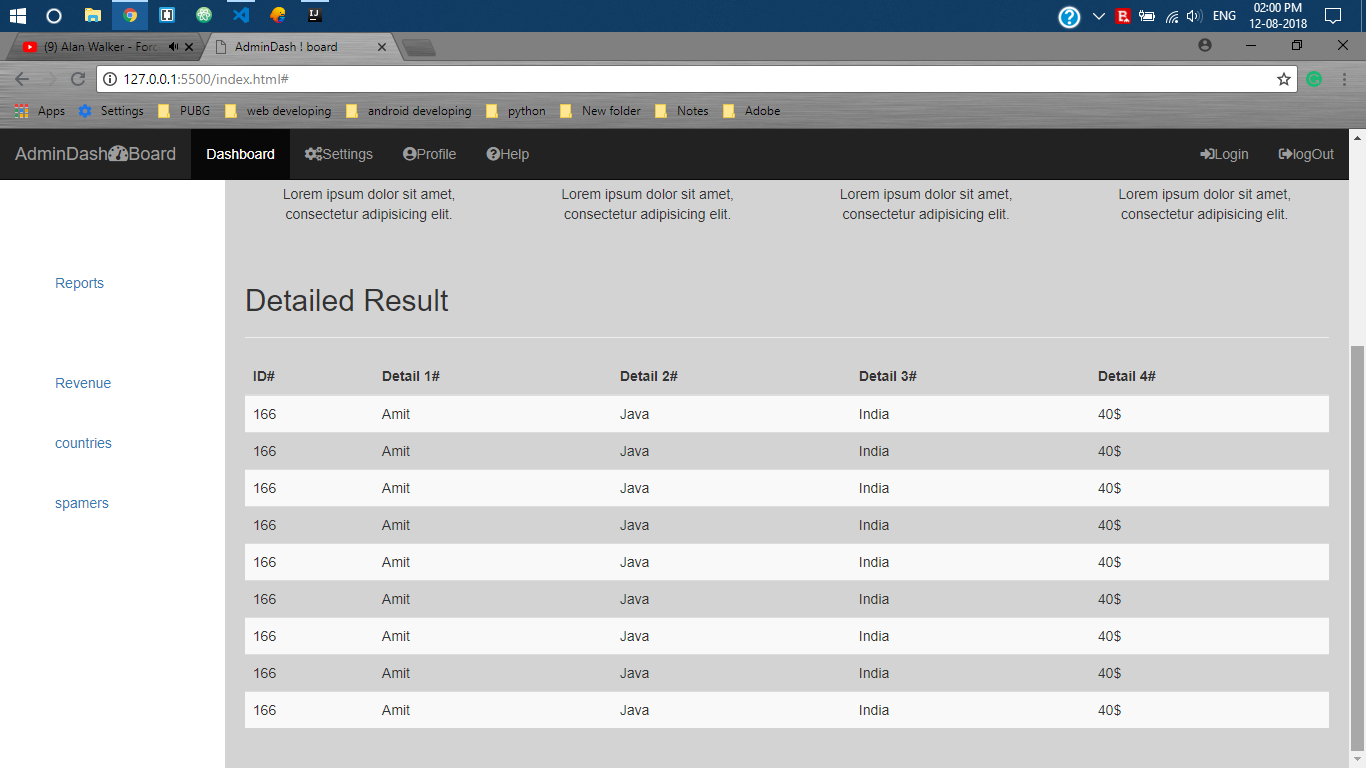 ENG
02:00 PM
12-08-2018
(9) Alan Walker - Forc
AdminDash ! board
127.0.0.1:5500/index.html#
Apps Settings PUBG web developing android developing python New folder Notes Adobe
AdminDash Board Dashboard Settings Profile Help Login logOut
Lorem ipsum dolor sit amet,
consectetur adipisicing elit.
Lorem ipsum dolor sit amet,
consectetur adipisicing elit.
Lorem ipsum dolor sit amet,
consectetur adipisicing elit.
Lorem ipsum dolor sit amet,
consectetur adipisicing elit.
Reports
Revenue
countries
spamers
Detailed Result
ID# Detail 1# Detail 2# Detail 3# Detail 4#
166 Amit Java India 40$
166 Amit Java India 40$
166 Amit Java India 40$
166 Amit Java India 40$
166 Amit Java India 40$
166 Amit Java India 40$
166 Amit Java India 40$
166 Amit Java India 40$
166 Amit Java India 40$